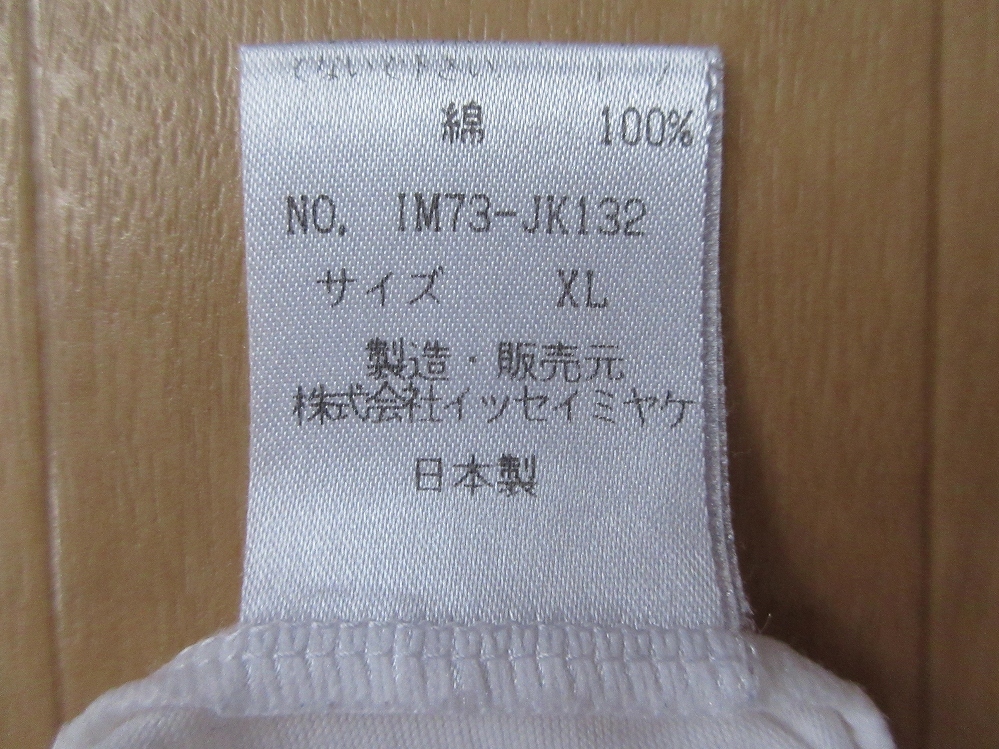 綿 100%
NO. IM73-JK132
サイズ XL
製造・販売元
株式会社イッセイミヤケ
日本製